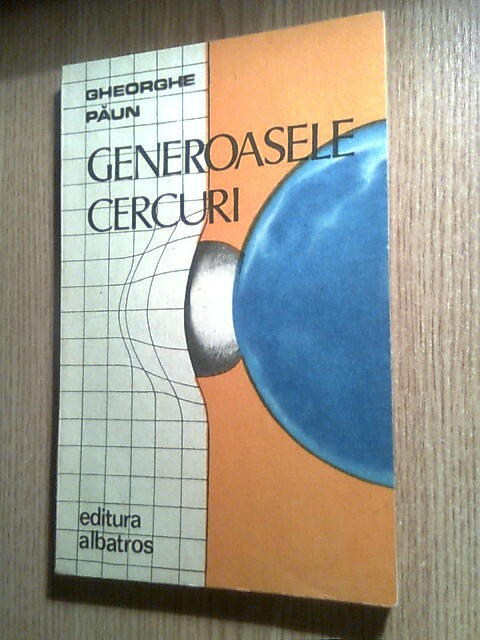 GHEORGHE
PĂUN
GENEROASELE
CERCURI
editura
albatros